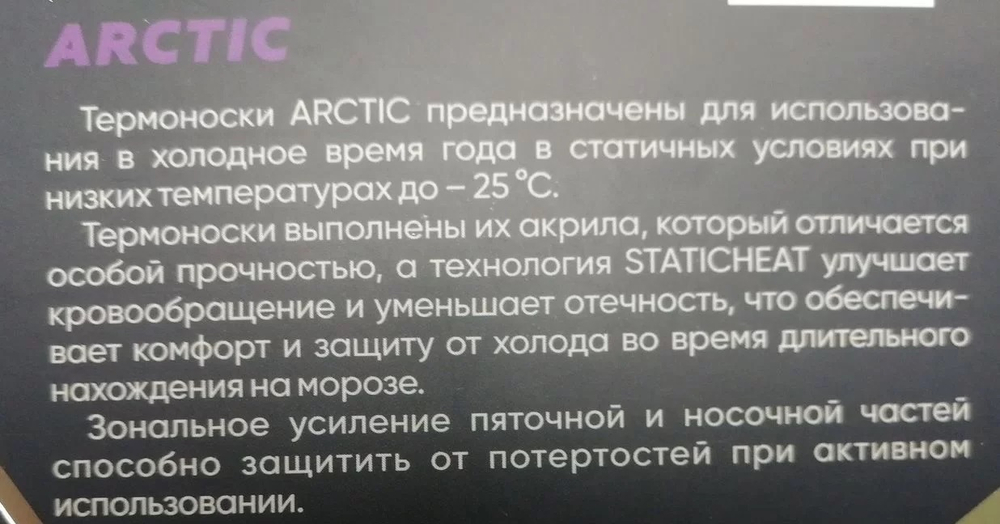 ARCTIC
Термоноски ARCTIC предназначены для использова-
ния в холодное время года в статичных условиях при
низких температурах до – 25 °C.
Термоноски выполнены их акрила, который отличается
особой прочностью, а технология STATICHEAT улучшает
кровообращение и уменьшает отечность, что обеспечи-
вает комфорт и защиту от холода во время длительного
нахождения на морозе.
Зональное усиление пяточной и носочной частей
способно защитить от потертостей при активном
использовании.